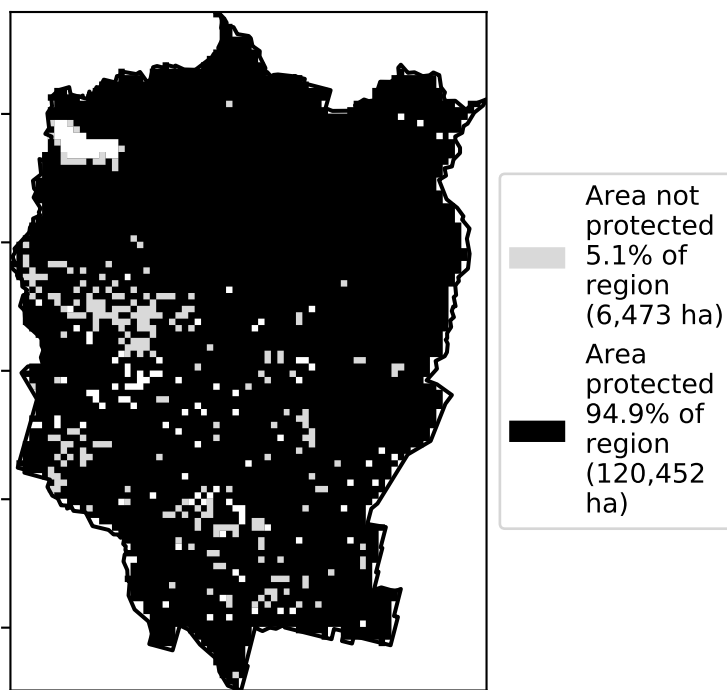 Area not
protected
5.1% of
region
(6,473 ha)
Area
protected
94.9% of
region
(120,452
ha)